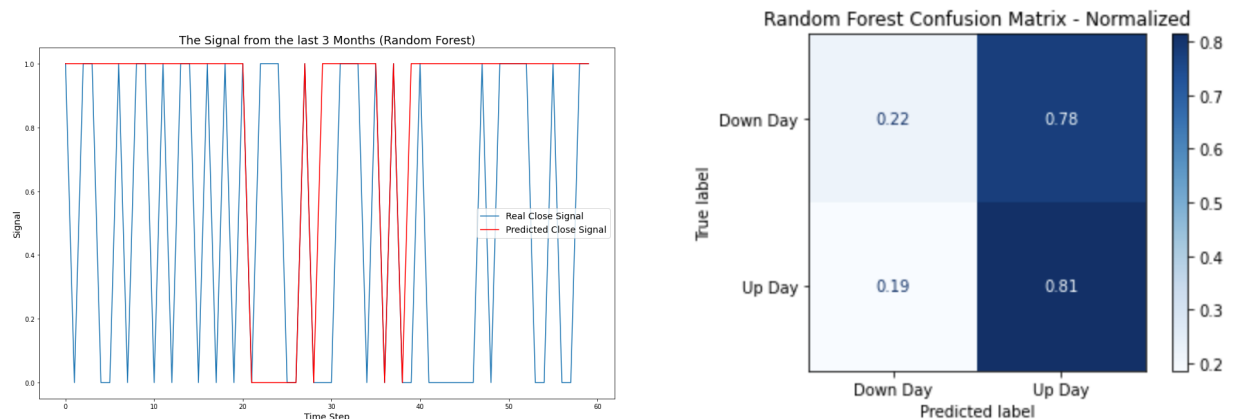 The Signal from the last 3 Months (Random Forest)
1.0
0.8
0.6
0.4
0.2
0.0
Signal
Real Close Signal
Predicted Close Signal
0
10
20
30
40
50
60
Time Step
Random Forest Confusion Matrix - Normalized
True label
Down Day
0.22
0.78
Up Day
0.19
0.81
Down Day
Up Day
Predicted label
0.8
0.7
0.6
0.5
0.4
0.3
0.2